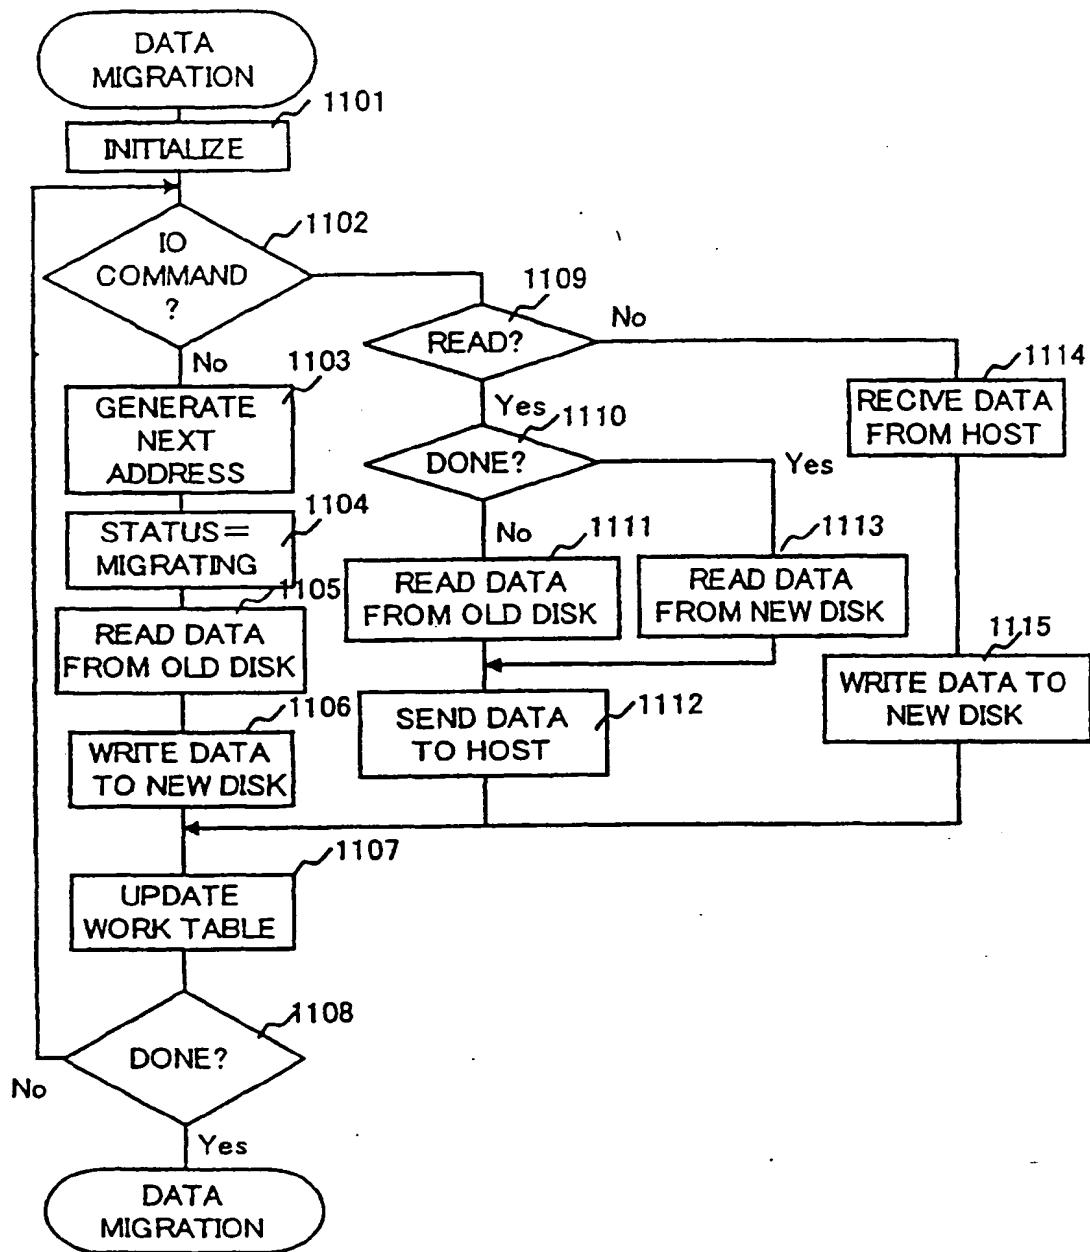 DATA
MIGRATION
1101
INITIALIZE
1102
IO
COMMAND
?
No
1103
GENERATE
NEXT
ADDRESS
1104
STATUS=
MIGRATING
1105
READ DATA
FROM OLD DISK
1106
WRITE DATA
TO NEW DISK
1109
READ?
No
Yes
1110
DONE?
Yes
No
1111
READ DATA
FROM OLD DISK
1113
READ DATA
FROM NEW DISK
1112
SEND DATA
TO HOST
1114
RECIVE DATA
FROM HOST
1115
WRITE DATA TO
NEW DISK
1107
UPDATE
WORK TABLE
1108
DONE?
No
Yes
DATA
MIGRATION